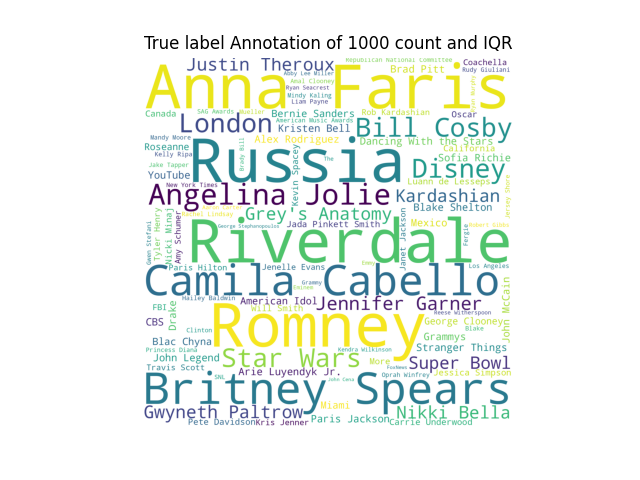 True label Annotation of 1000 count and IQR
Justin Theroux
Republican National Committee
Coachella
Abby Lee Miller
Brad Pitt
Rudy Giuliani
Anna Faris
Amal Clooney
Ryan Seacrest
Mindy Kaling
Liam Payne
Canada
SAG Awards
Mueller
Bernie Sanders
Rob Kardashian
Oscar
American Music Awards
London
Kristen Bell
Bill Cosby
Mandy Moore
Alex Rodriguez
Dancing With the Stars
Roseanne
Brady Bill
California
Kelly Ripa
Russia
The
Sofia Richie
Jake Tapper
Kevin Spacey
Disney
YouTube
Luann de Lesseps
New York Times
Jersey Shore
Angelina Jolie
Kardashian
Blake Shelton
Tyler Henry
Nicki Minaj
Rachel Lindsay
Grey's Anatomy
Janet Jackson
Gwen Stefani
Amy Schumer
George Stephanopoulos
Jada Pinkett Smith
Mexico
Fergie
Riverdale
Paris Hilton
Jenelle Evans
Emmy
Los Angeles
Camila Cabello
Grammy
Eminem
Hailey Baldwin
American Idol
Jennifer Garner
John McCain
FBI
Drake
Will Smith
Reese Witherspoon
CBS
Romney
George Clooney
Clinton
Blake
Blac Chyna
Grammys
Princess Diana
Kendra Wilkinson
Stranger Things
John Legend
Star Wars
More
Super Bowl
Travis Scott
FoxNews
Arie Luyendyk Jr.
Oprah Winfrey
Jessica Simpson
SNL
John Cena
Britney Spears
Gwyneth Paltrow
Miami
Nikki Bella
Pete Davidson
Kris Jenner
Paris Jackson
Carrie Underwood